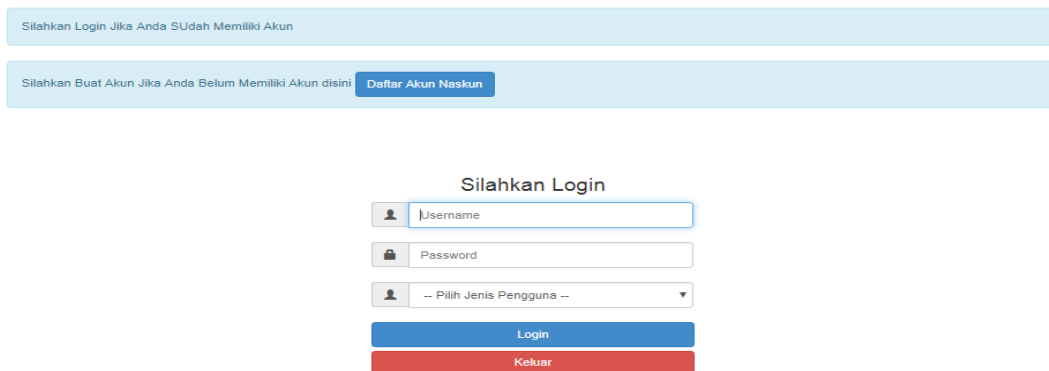 Silahkan Login Jika Anda SUdah Memiliki Akun
Silahkan Buat Akun Jika Anda Belum Memiliki Akun disini Daftar Akun Naskun
Silahkan Login
Username
Password
-- Pilih Jenis Pengguna --
Login
Keluar